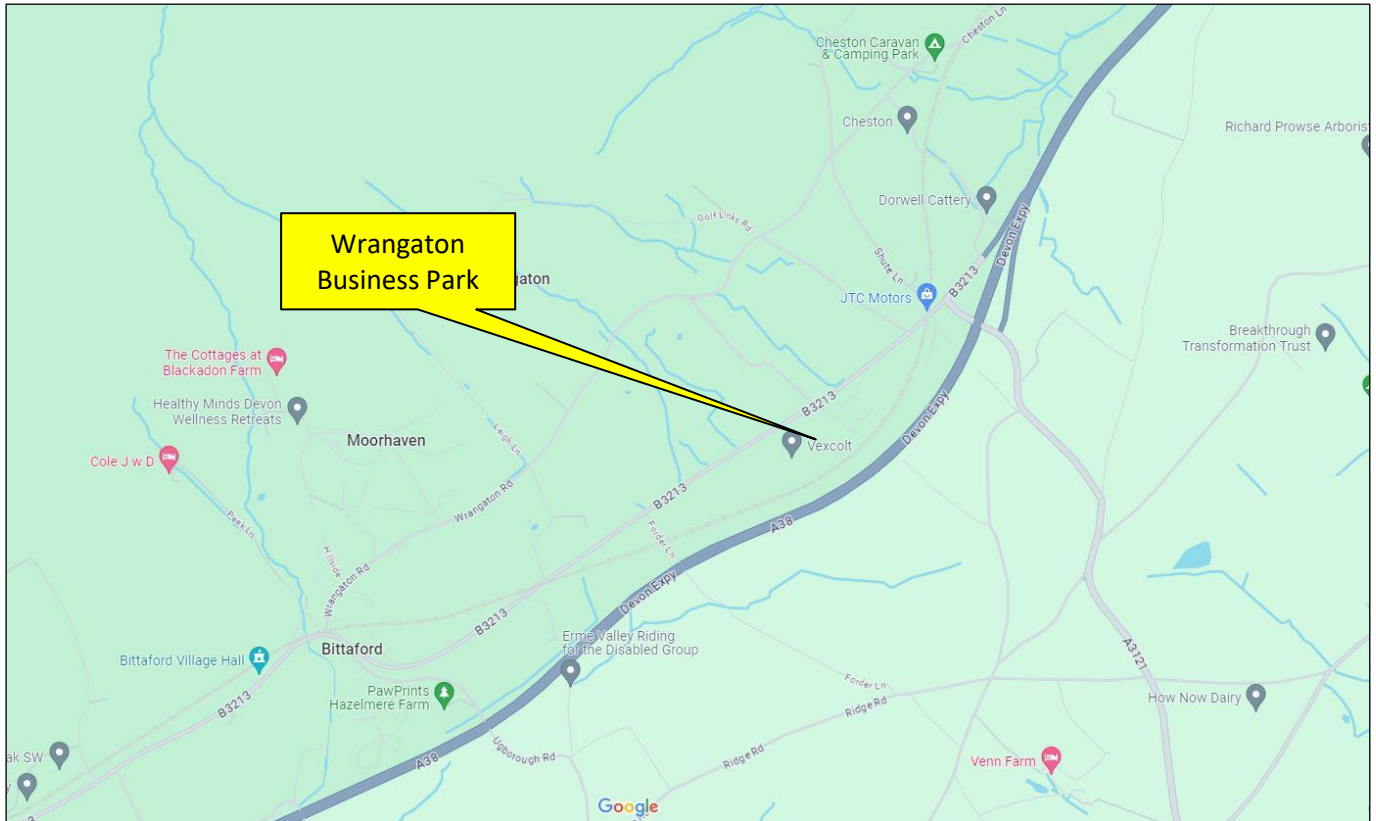 Cheston Ln
Cheston Caravan
& Camping Park
Cheston
Richard Prowse Arboris
Dorwell Cattery
Devon Expy
Golf Links Rd
Wrangaton
Business Park
gaton
Shute Ln
B3213
JTC Motors
Breakthrough
Transformation Trust
The Cottages at
Blackadon Farm
Healthy Minds Devon
Wellness Retreats
B3213
Devon Expy
Moorhaven
Leigh Ln
Vexcolt
Cole J w D
Wrangaton Rd
B3213
Peek Ln
A38
Forder Ln
Hillside
Wrangaton Rd
Devon Expy
B3213
Erme Valley Riding
for the Disabled Group
Bittaford
A3121
Bittaford Village Hall
PawPrints
Hazelmere Farm
Forder Ln
How Now Dairy
B3213
Ridge Rd
Ugborough Rd
Ridge Rd
ak SW
A38
Venn Farm
y
Google